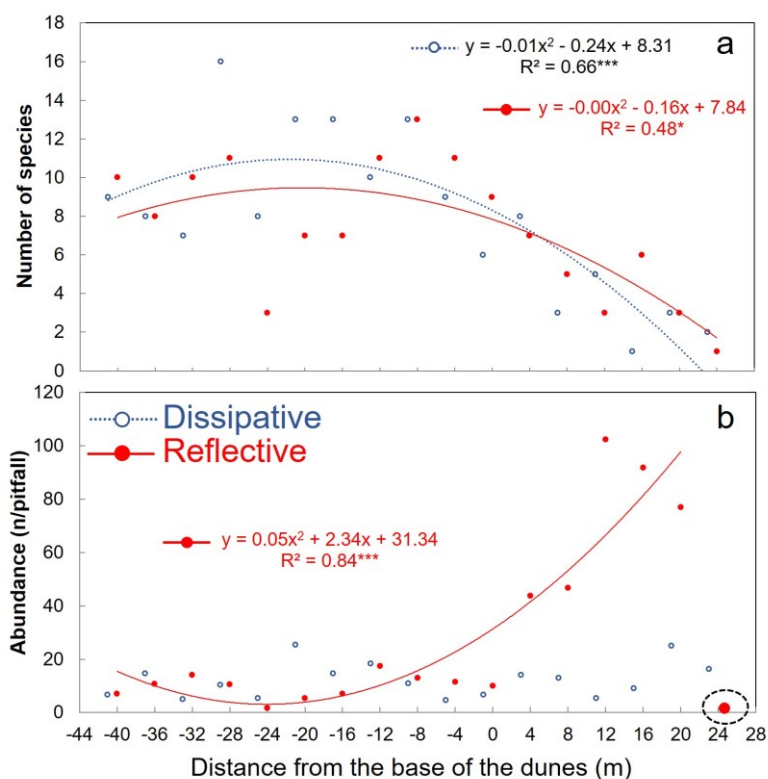 18
16
14
12
10
8
6
4
2
0
Number of species
a
y = -0.01x² - 0.24x + 8.31
R² = 0.66***
y = -0.00x² - 0.16x + 7.84
R² = 0.48*
120
100
80
60
40
20
0
Abundance (n/pitfall)
b
Dissipative
Reflective
y = 0.05x² + 2.34x + 31.34
R² = 0.84***
-44 -40 -36 -32 -28 -24 -20 -16 -12 -8 -4 0 4 8 12 16 20 24 28
Distance from the base of the dunes (m)